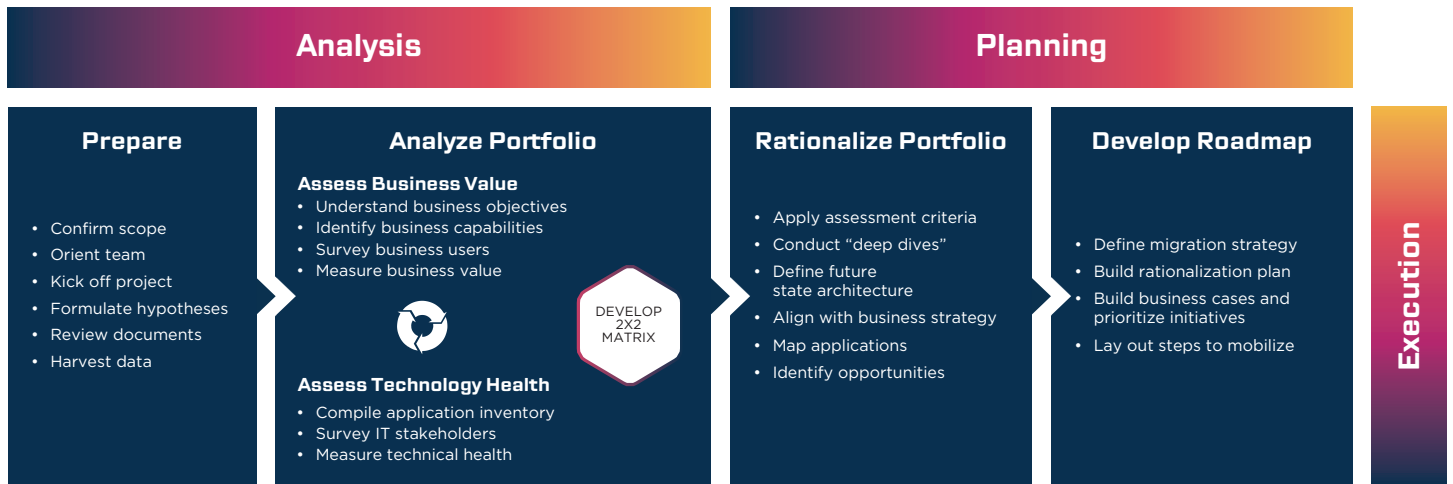 Analysis
Planning
Prepare
• Confirm scope
• Orient team
• Kick off project
• Formulate hypotheses
• Review documents
• Harvest data
Analyze Portfolio
Assess Business Value
• Understand business objectives
• Identify business capabilities
• Survey business users
• Measure business value
DEVELOP
2X2
MATRIX
Assess Technology Health
• Compile application inventory
• Survey IT stakeholders
• Measure technical health
Rationalize Portfolio
• Apply assessment criteria
• Conduct “deep dives”
• Define future
state architecture
• Align with business strategy
• Map applications
• Identify opportunities
Develop Roadmap
• Define migration strategy
• Build rationalization plan
• Build business cases and
prioritize initiatives
• Lay out steps to mobilize
Execution